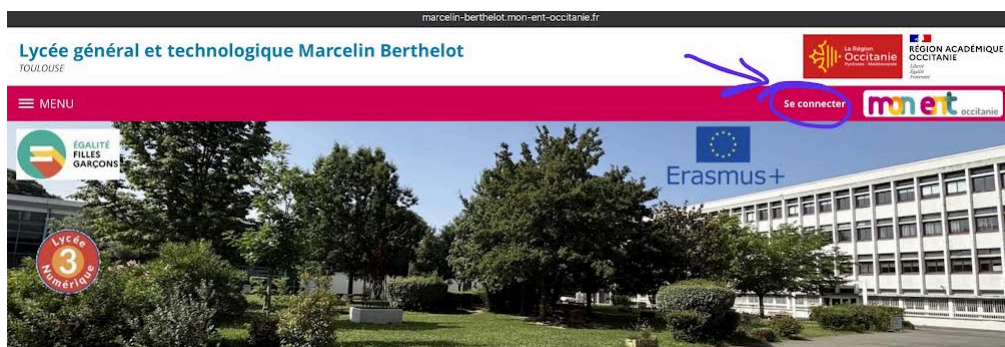 marcelin-berthelot.mon-ent-occitanie.fr
Lycée général et technologique Marcelin Berthelot
TOULOUSE
La Région
Occitanie
Pyrénées - Méditerranée
RÉGION ACADÉMIQUE
OCCITANIE
Liberté
Égalité
Fraternité
MENU
Se connecter
mon ent occitanie
ÉGALITÉ
FILLES
GARÇONS
Erasmus+
Lycée
3
Numérique